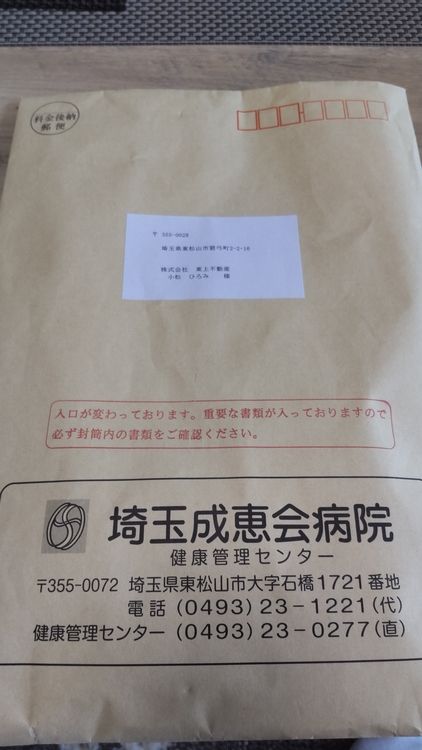 料金後納
郵便
〒 355-0028
埼玉県東松山市箭弓町2-2-16
株式会社 東上不動産
小松 ひろみ 様
入口が変わっております。重要な書類が入っておりますので
必ず封筒内の書類をご確認ください。
埼玉成恵会病院
健康管理センター
〒355-0072 埼玉県東松山市大字石橋1721番地
電話(0493)23-1221(代)
健康管理センター(0493)23-0277(直)